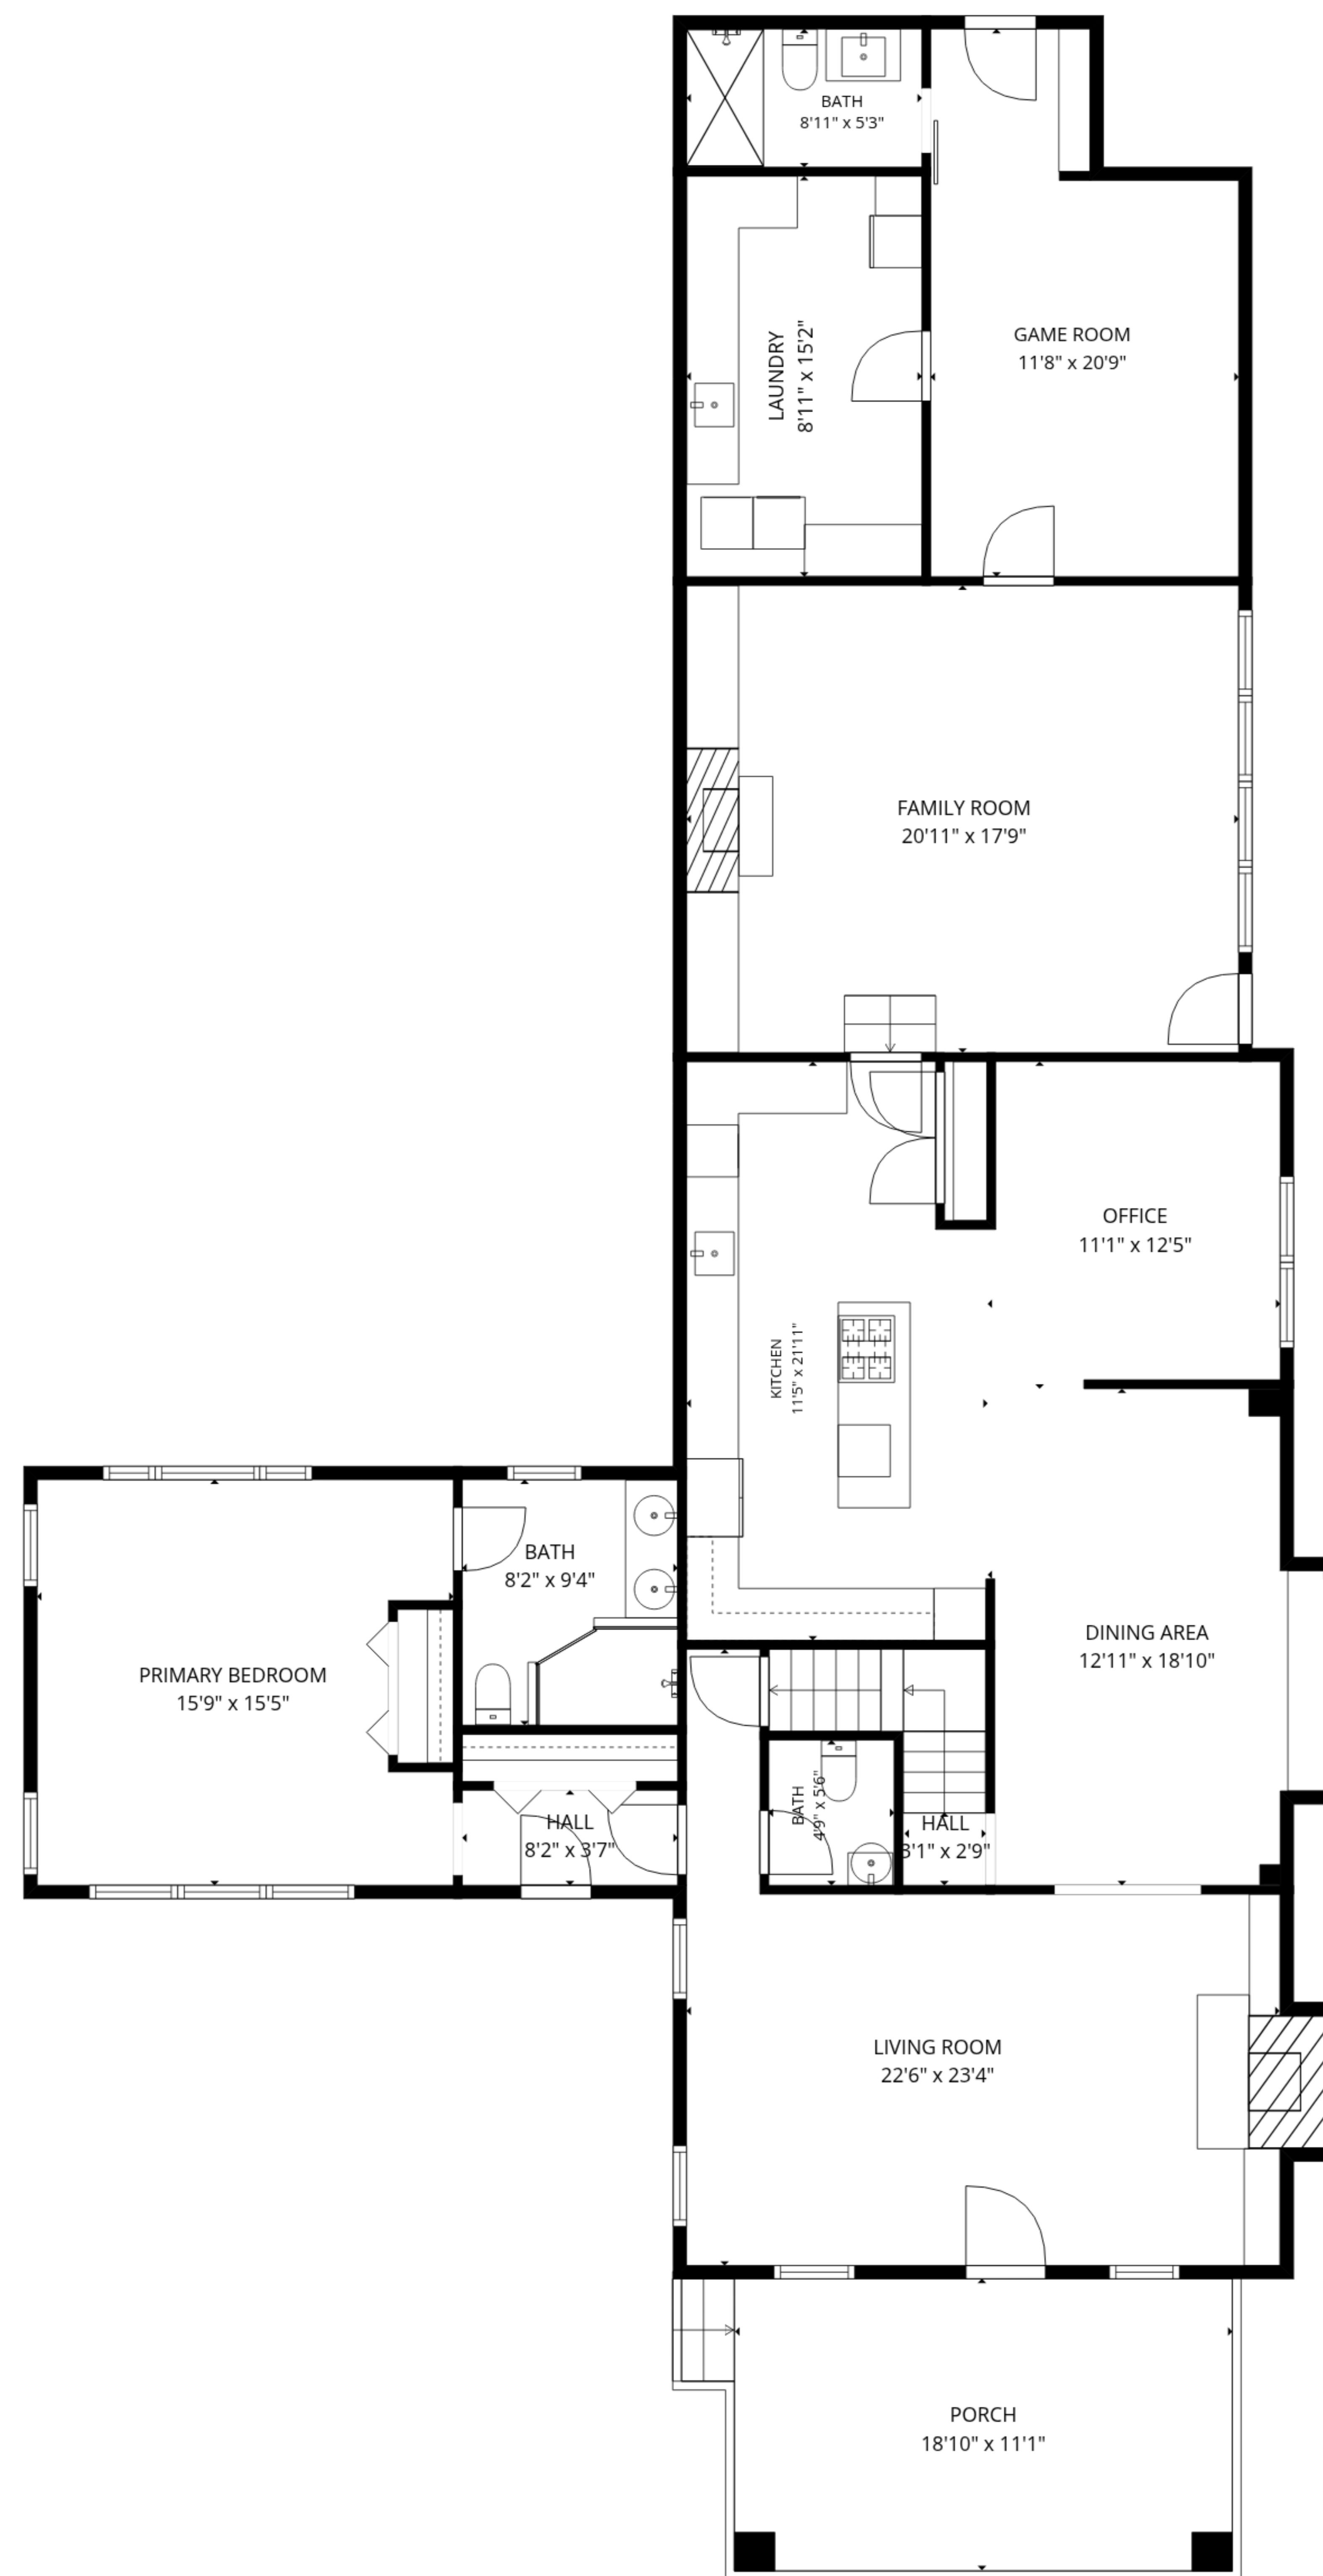 BATH
8'11" x 5'3"
GAME ROOM
11'8" x 20'9"
LAUNDRY
8'11" x 15'2"
FAMILY ROOM
20'11" x 17'9"
OFFICE
11'1" x 12'5"
KITCHEN
11'5" x 21'11"
BATH
8'2" x 9'4"
DINING AREA
12'11" x 18'10"
PRIMARY BEDROOM
15'9" x 15'5"
BATH
4'9" x 5'6"
HALL
8'2" x 3'7"
HALL
3'1" x 2'9"
LIVING ROOM
22'6" x 23'4"
PORCH
18'10" x 11'1"